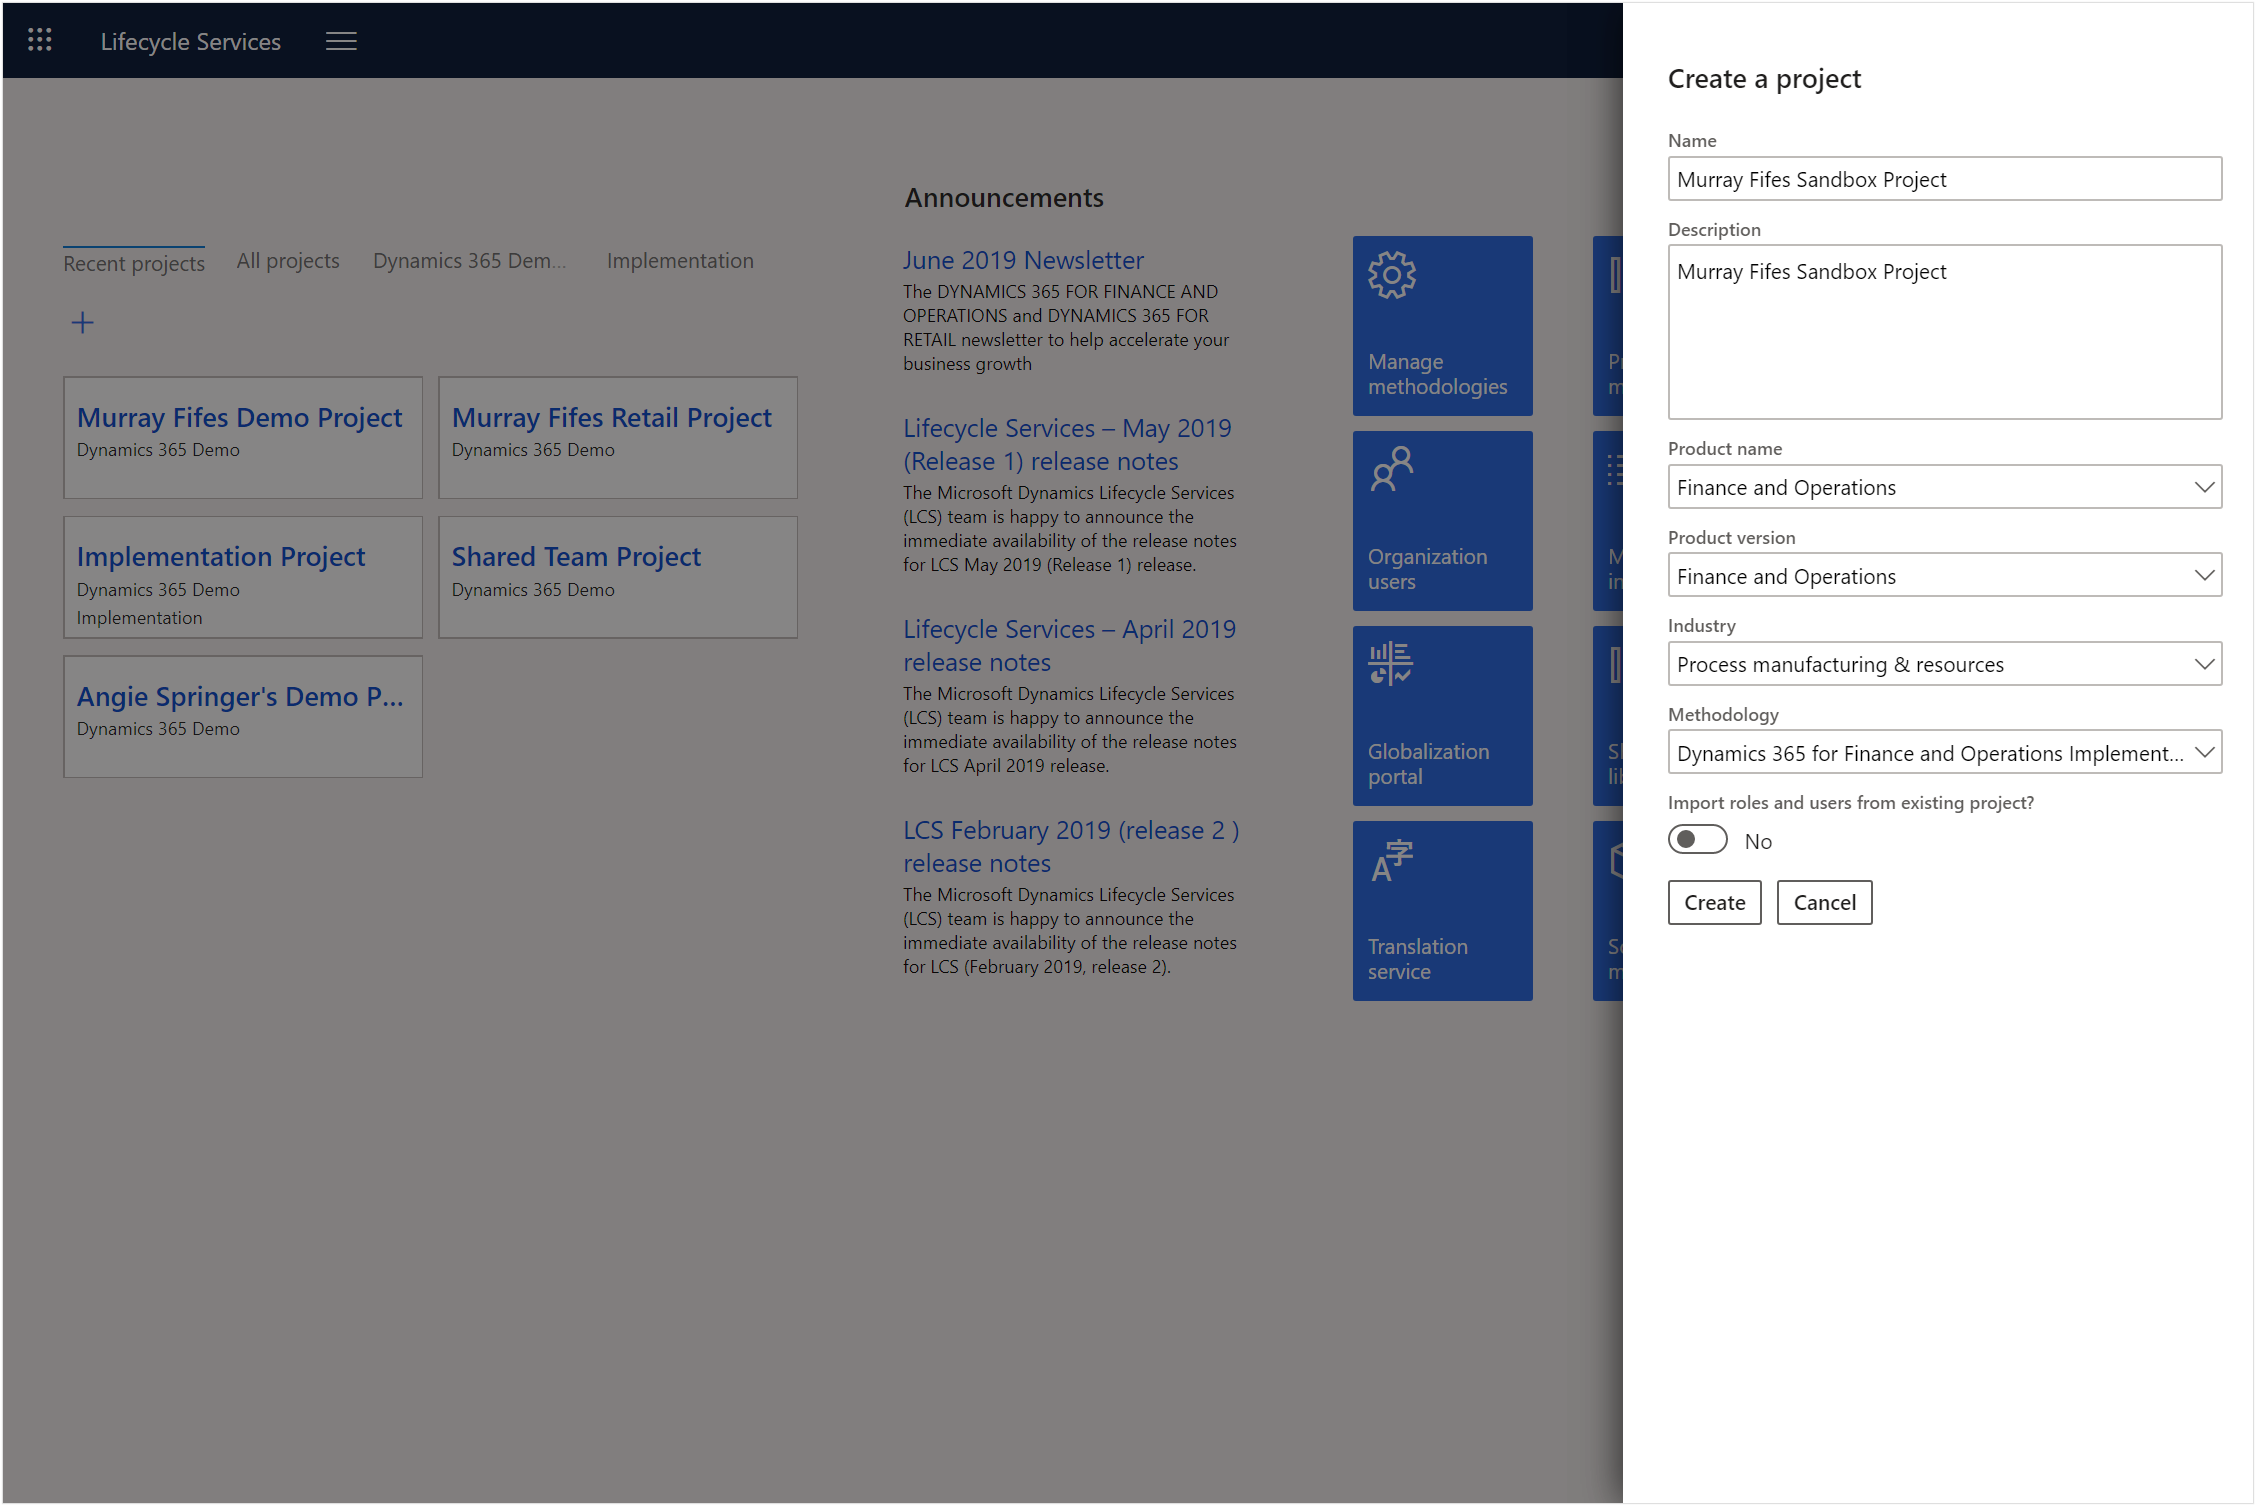 Lifecycle Services
Recent projects
All projects
Dynamics 365 Dem...
Implementation
Murray Fifes Demo Project
Dynamics 365 Demo
Murray Fifes Retail Project
Dynamics 365 Demo
Implementation Project
Dynamics 365 Demo
Implementation
Shared Team Project
Dynamics 365 Demo
Angie Springer's Demo P...
Dynamics 365 Demo
Announcements
June 2019 Newsletter
The DYNAMICS 365 FOR FINANCE AND
OPERATIONS and DYNAMICS 365 FOR
RETAIL newsletter to help accelerate your
business growth
Lifecycle Services – May 2019
(Release 1) release notes
The Microsoft Dynamics Lifecycle Services
(LCS) team is happy to announce the
immediate availability of the release notes
for LCS May 2019 (Release 1) release.
Lifecycle Services – April 2019
release notes
The Microsoft Dynamics Lifecycle Services
(LCS) team is happy to announce the
immediate availability of the release notes
for LCS April 2019 release.
LCS February 2019 (release 2 )
release notes
The Microsoft Dynamics Lifecycle Services
(LCS) team is happy to announce the
immediate availability of the release notes
for LCS (February 2019, release 2).
Manage
methodologies
Organization
users
Globalization
portal
A字
Translation
service
Create a project
Name
Murray Fifes Sandbox Project
Description
Murray Fifes Sandbox Project
Product name
Finance and Operations
Product version
Finance and Operations
Industry
Process manufacturing & resources
Methodology
Dynamics 365 for Finance and Operations Implement...
Import roles and users from existing project?
No
Create
Cancel